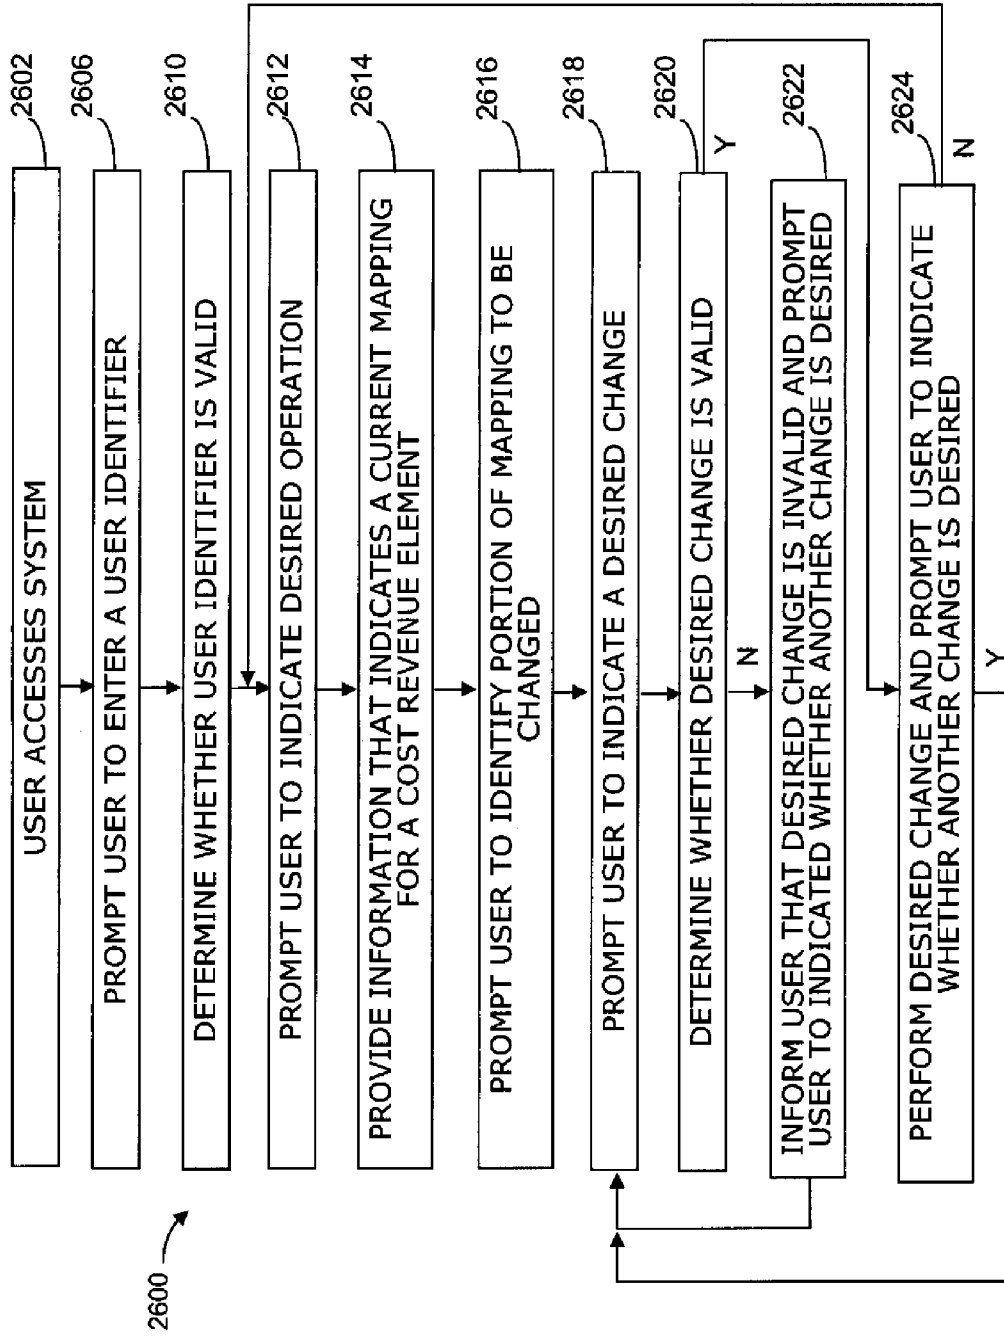 2600
USER ACCESSES SYSTEM
2602
PROMPT USER TO ENTER A USER IDENTIFIER
2606
DETERMINE WHETHER USER IDENTIFIER IS VALID
2610
PROMPT USER TO INDICATE DESIRED OPERATION
2612
PROVIDE INFORMATION THAT INDICATES A CURRENT MAPPING
FOR A COST REVENUE ELEMENT
2614
PROMPT USER TO IDENTIFY PORTION OF MAPPING TO BE
CHANGED
2616
PROMPT USER TO INDICATE A DESIRED CHANGE
2618
DETERMINE WHETHER DESIRED CHANGE IS VALID
2620
Y
N
INFORM USER THAT DESIRED CHANGE IS INVALID AND PROMPT
USER TO INDICATED WHETHER ANOTHER CHANGE IS DESIRED
2622
PERFORM DESIRED CHANGE AND PROMPT USER TO INDICATE
WHETHER ANOTHER CHANGE IS DESIRED
2624
N
Y